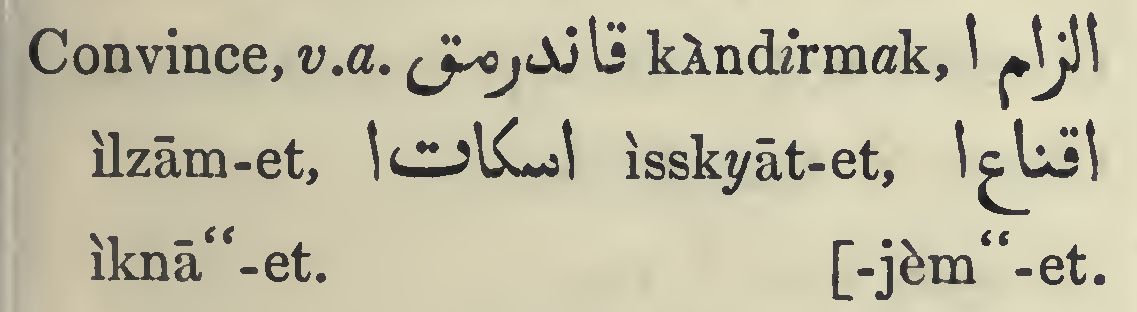 Convince, v.a. قاندرمق kàndirmak, الزام ا
ìlzām-et, اسكات ا ìsskyāt-et, اقناع ا
ìknā“-et. [-jèm“-et.